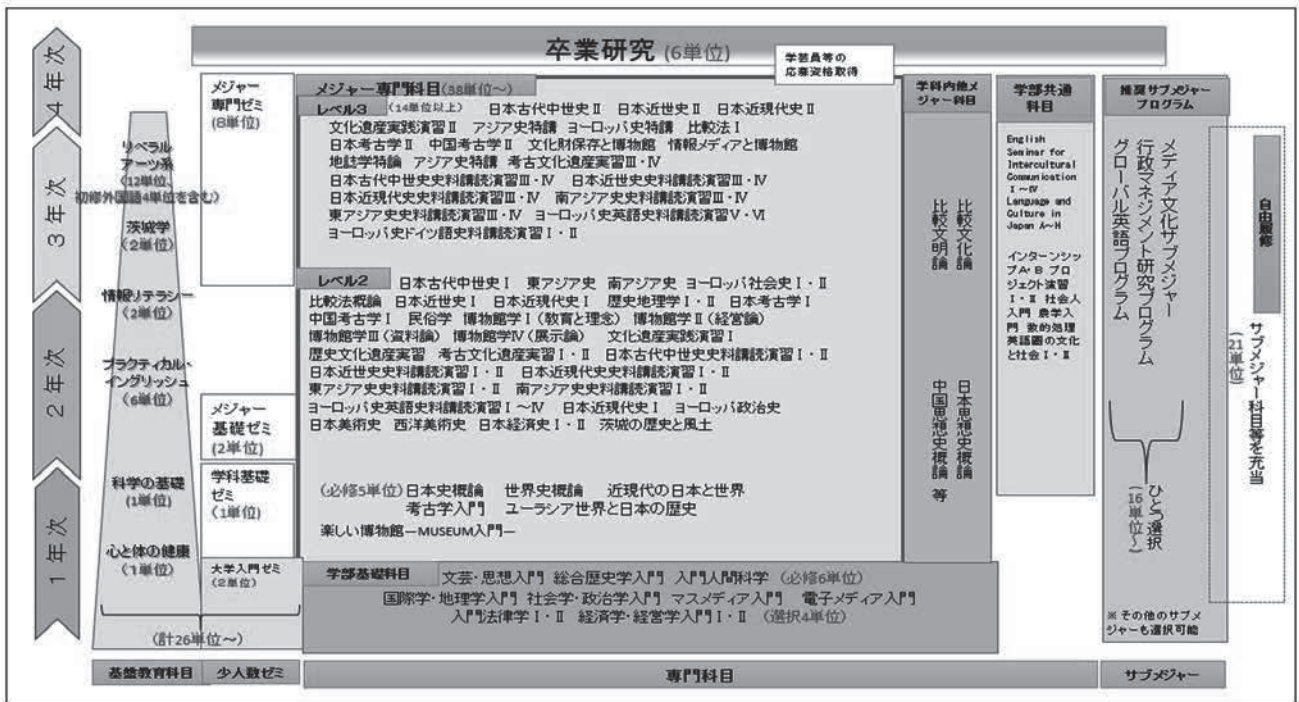 卒業研究 (6単位)
学芸員等の
応募資格取得
4年次
3年次
2年次
1年次
リベラル
アーツ系
(12単位、
初修外国語4単位を含む)
茨城学
(2単位)
情報リテラシー
(2単位)
プラクティカル・
イングリッシュ
(6単位)
科学の基礎
(1単位)
心と体の健康
(1単位)
(計26単位～)
基盤教育科目
メジャー
専門ゼミ
(8単位)
メジャー
基礎ゼミ
(2単位)
学科基礎
ゼミ
(1単位)
大学入門ゼミ
(2単位)
少人数ゼミ
メジャー専門科目(38単位～)
レベル3 (14単位以上) 日本古代中世史Ⅱ 日本近世史Ⅱ 日本近現代史Ⅱ
文化遺産実践演習Ⅱ アジア史特講 ヨーロッパ史特講 比較法Ⅰ
日本考古学Ⅱ 中国考古学Ⅱ 文化財保存と博物館 情報メディアと博物館
地誌学特論 アジア史特講 考古文化遺産実習Ⅲ・Ⅳ
日本古代中世史史料講読演習Ⅲ・Ⅳ 日本近世史史料講読演習Ⅲ・Ⅳ
日本近現代史史料講読演習Ⅲ・Ⅳ 南アジア史史料講読演習Ⅲ・Ⅳ
東アジア史史料講読演習Ⅲ・Ⅳ ヨーロッパ史英語史料講読演習Ⅴ・Ⅵ
ヨーロッパ史ドイツ語史料講読演習Ⅰ・Ⅱ
レベル2 日本古代中世史Ⅰ 東アジア史 南アジア史 ヨーロッパ社会史Ⅰ・Ⅱ
比較法概論 日本近世史Ⅰ 日本近現代史Ⅰ 歴史地理学Ⅰ・Ⅱ 日本考古学Ⅰ
中国考古学Ⅰ 民俗学 博物館学Ⅰ(教育と理念) 博物館学Ⅱ(経営論)
博物館学Ⅲ(資料論) 博物館学Ⅳ(展示論) 文化遺産実践演習Ⅰ
歴史文化遺産実習 考古文化遺産実習Ⅰ・Ⅱ 日本古代中世史史料講読演習Ⅰ・Ⅱ
日本近世史史料講読演習Ⅰ・Ⅱ 日本近現代史史料講読演習Ⅰ・Ⅱ
東アジア史史料講読演習Ⅰ・Ⅱ 南アジア史史料講読演習Ⅰ・Ⅱ
ヨーロッパ史英語史料講読演習Ⅰ～Ⅳ 日本近現代史Ⅰ ヨーロッパ政治史
日本美術史 西洋美術史 日本経済史Ⅰ・Ⅱ 茨城の歴史と風土
(必修5単位)日本史概論 世界史概論 近現代の日本と世界
考古学入門 ユーラシア世界と日本の歴史
楽しい博物館―MUSEUM入門―
学部基礎科目 文芸・思想入門 総合歴史学入門 入門人間科学 (必修6単位)
国際学・地理学入門 社会学・政治学入門 マスメディア入門 電子メディア入門
入門法律学Ⅰ・Ⅱ 経済学・経営学入門Ⅰ・Ⅱ (選択4単位)
専門科目
学科内他メ
ジャー科目
比較文化論
比較文明論
日本思想史概論
中国思想史概論 等
学部共通
科目
English
Seminar for
Intercultural
Communication
Ⅰ～Ⅳ
Language and
Culture in
Japan A～H
インターンシッ
プA・B プロ
ジェクト演習
Ⅰ・Ⅱ 社会人
入門 農学入
門 数的処理
英語圏の文化
と社会Ⅰ・Ⅱ
推奨サブメジャー
プログラム
メディア文化サブメジャー
行政マネジメント研究プログラム
グローバル英語プログラム
ひとつ選択
(16単位～)
※その他のサブメ
ジャーも選択可能
サブメジャー
自由履修
サブメジャー科目等を充当
(21単位)